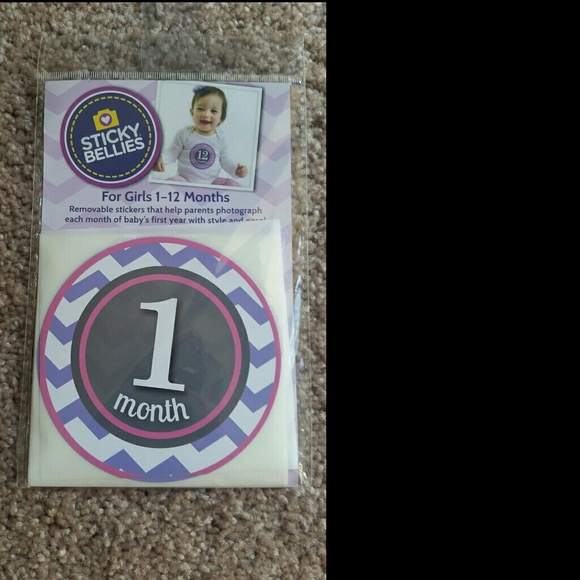 STICKY
BELLIES
12
For Girls 1-12 Months
Removable stickers that help parents photograph
each month of baby's first year with style and
1
month